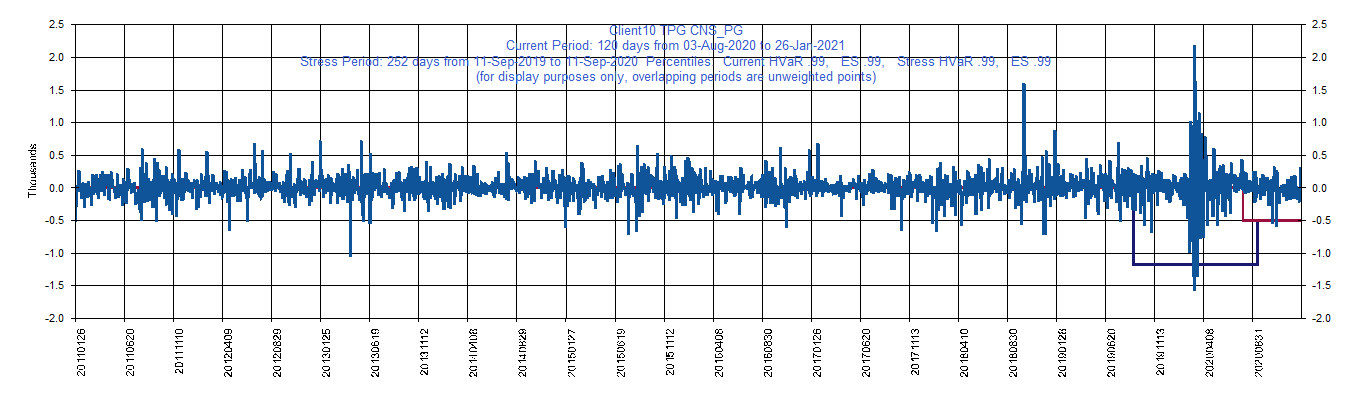 Client10 TPG CNS_PG
Current Period: 120 days from 03-Aug-2020 to 26-Jan-2021
Stress Period: 252 days from 11-Sep-2019 to 11-Sep-2020 Percentiles: Current HVaR .99, ES .99, Stress HVaR .99, ES .99
(for display purposes only, overlapping periods are unweighted points)
2.5 2.5
2.0 2.0
1.5 1.5
1.0 1.0
0.5 0.5
0.0 0.0
-0.5 -0.5
-1.0 -1.0
-1.5 -1.5
-2.0 -2.0
Thousands
20110126 20110620 20111110 20120409 20120829 20130125 20130619 20131112 20140408 20140829 20150127 20150619 20151112 20160408 20160830 20170126 20170620 20171113 20180410 20180830 20190128 20190620 20191113 20200408 20200831